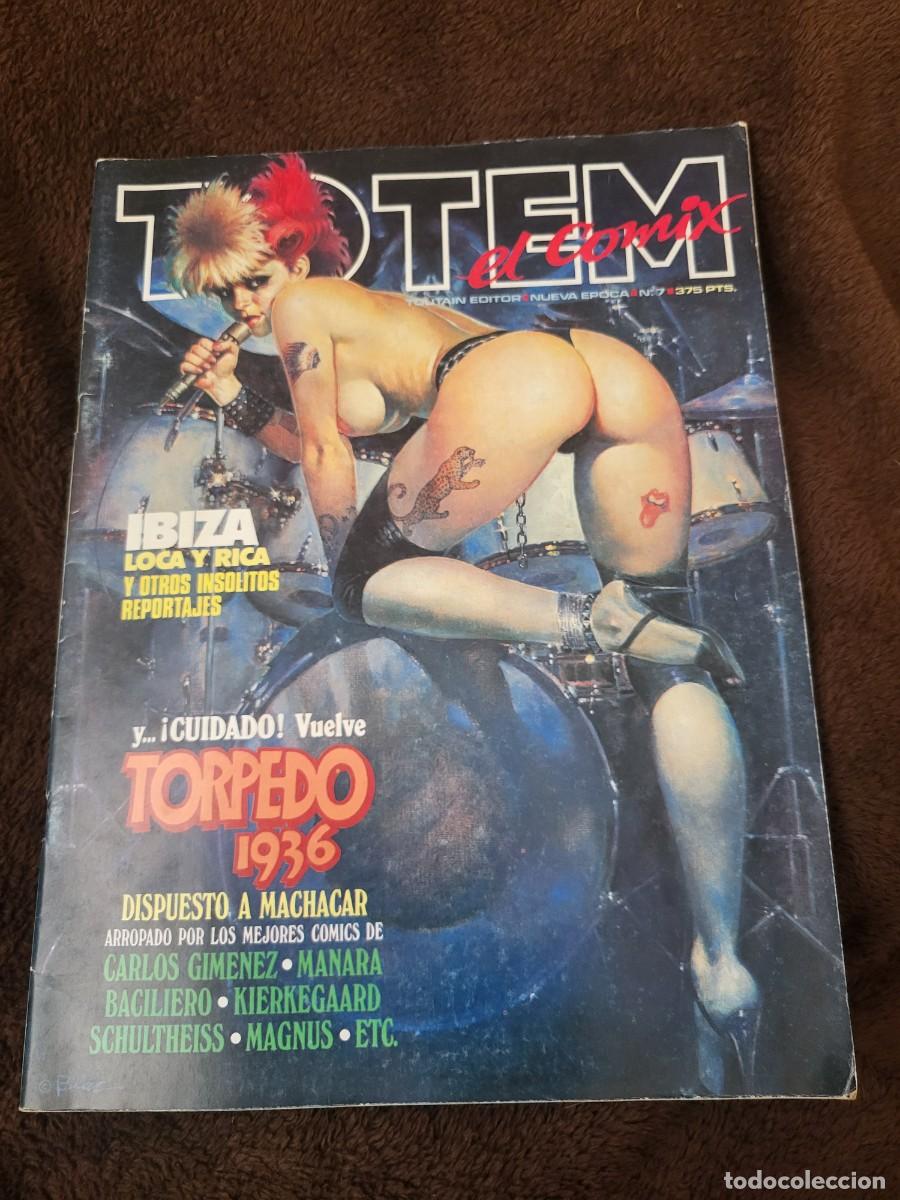 TOTEM
el comix
TOUTAIN EDITOR ■ NUEVA EPOCA ■ N.º 7 ■ 375 PTS.
IBIZA
LOCA Y RICA
Y OTROS INSOLITOS
REPORTAJES
y... ¡CUIDADO! Vuelve
TORPEDO
1936
DISPUESTO A MACHACAR
ARROPADO POR LOS MEJORES COMICS DE
CARLOS GIMENEZ • MANARA
BACILIERO • KIERKEGAARD
SCHULTHEISS • MAGNUS • ETC.
todocoleccion